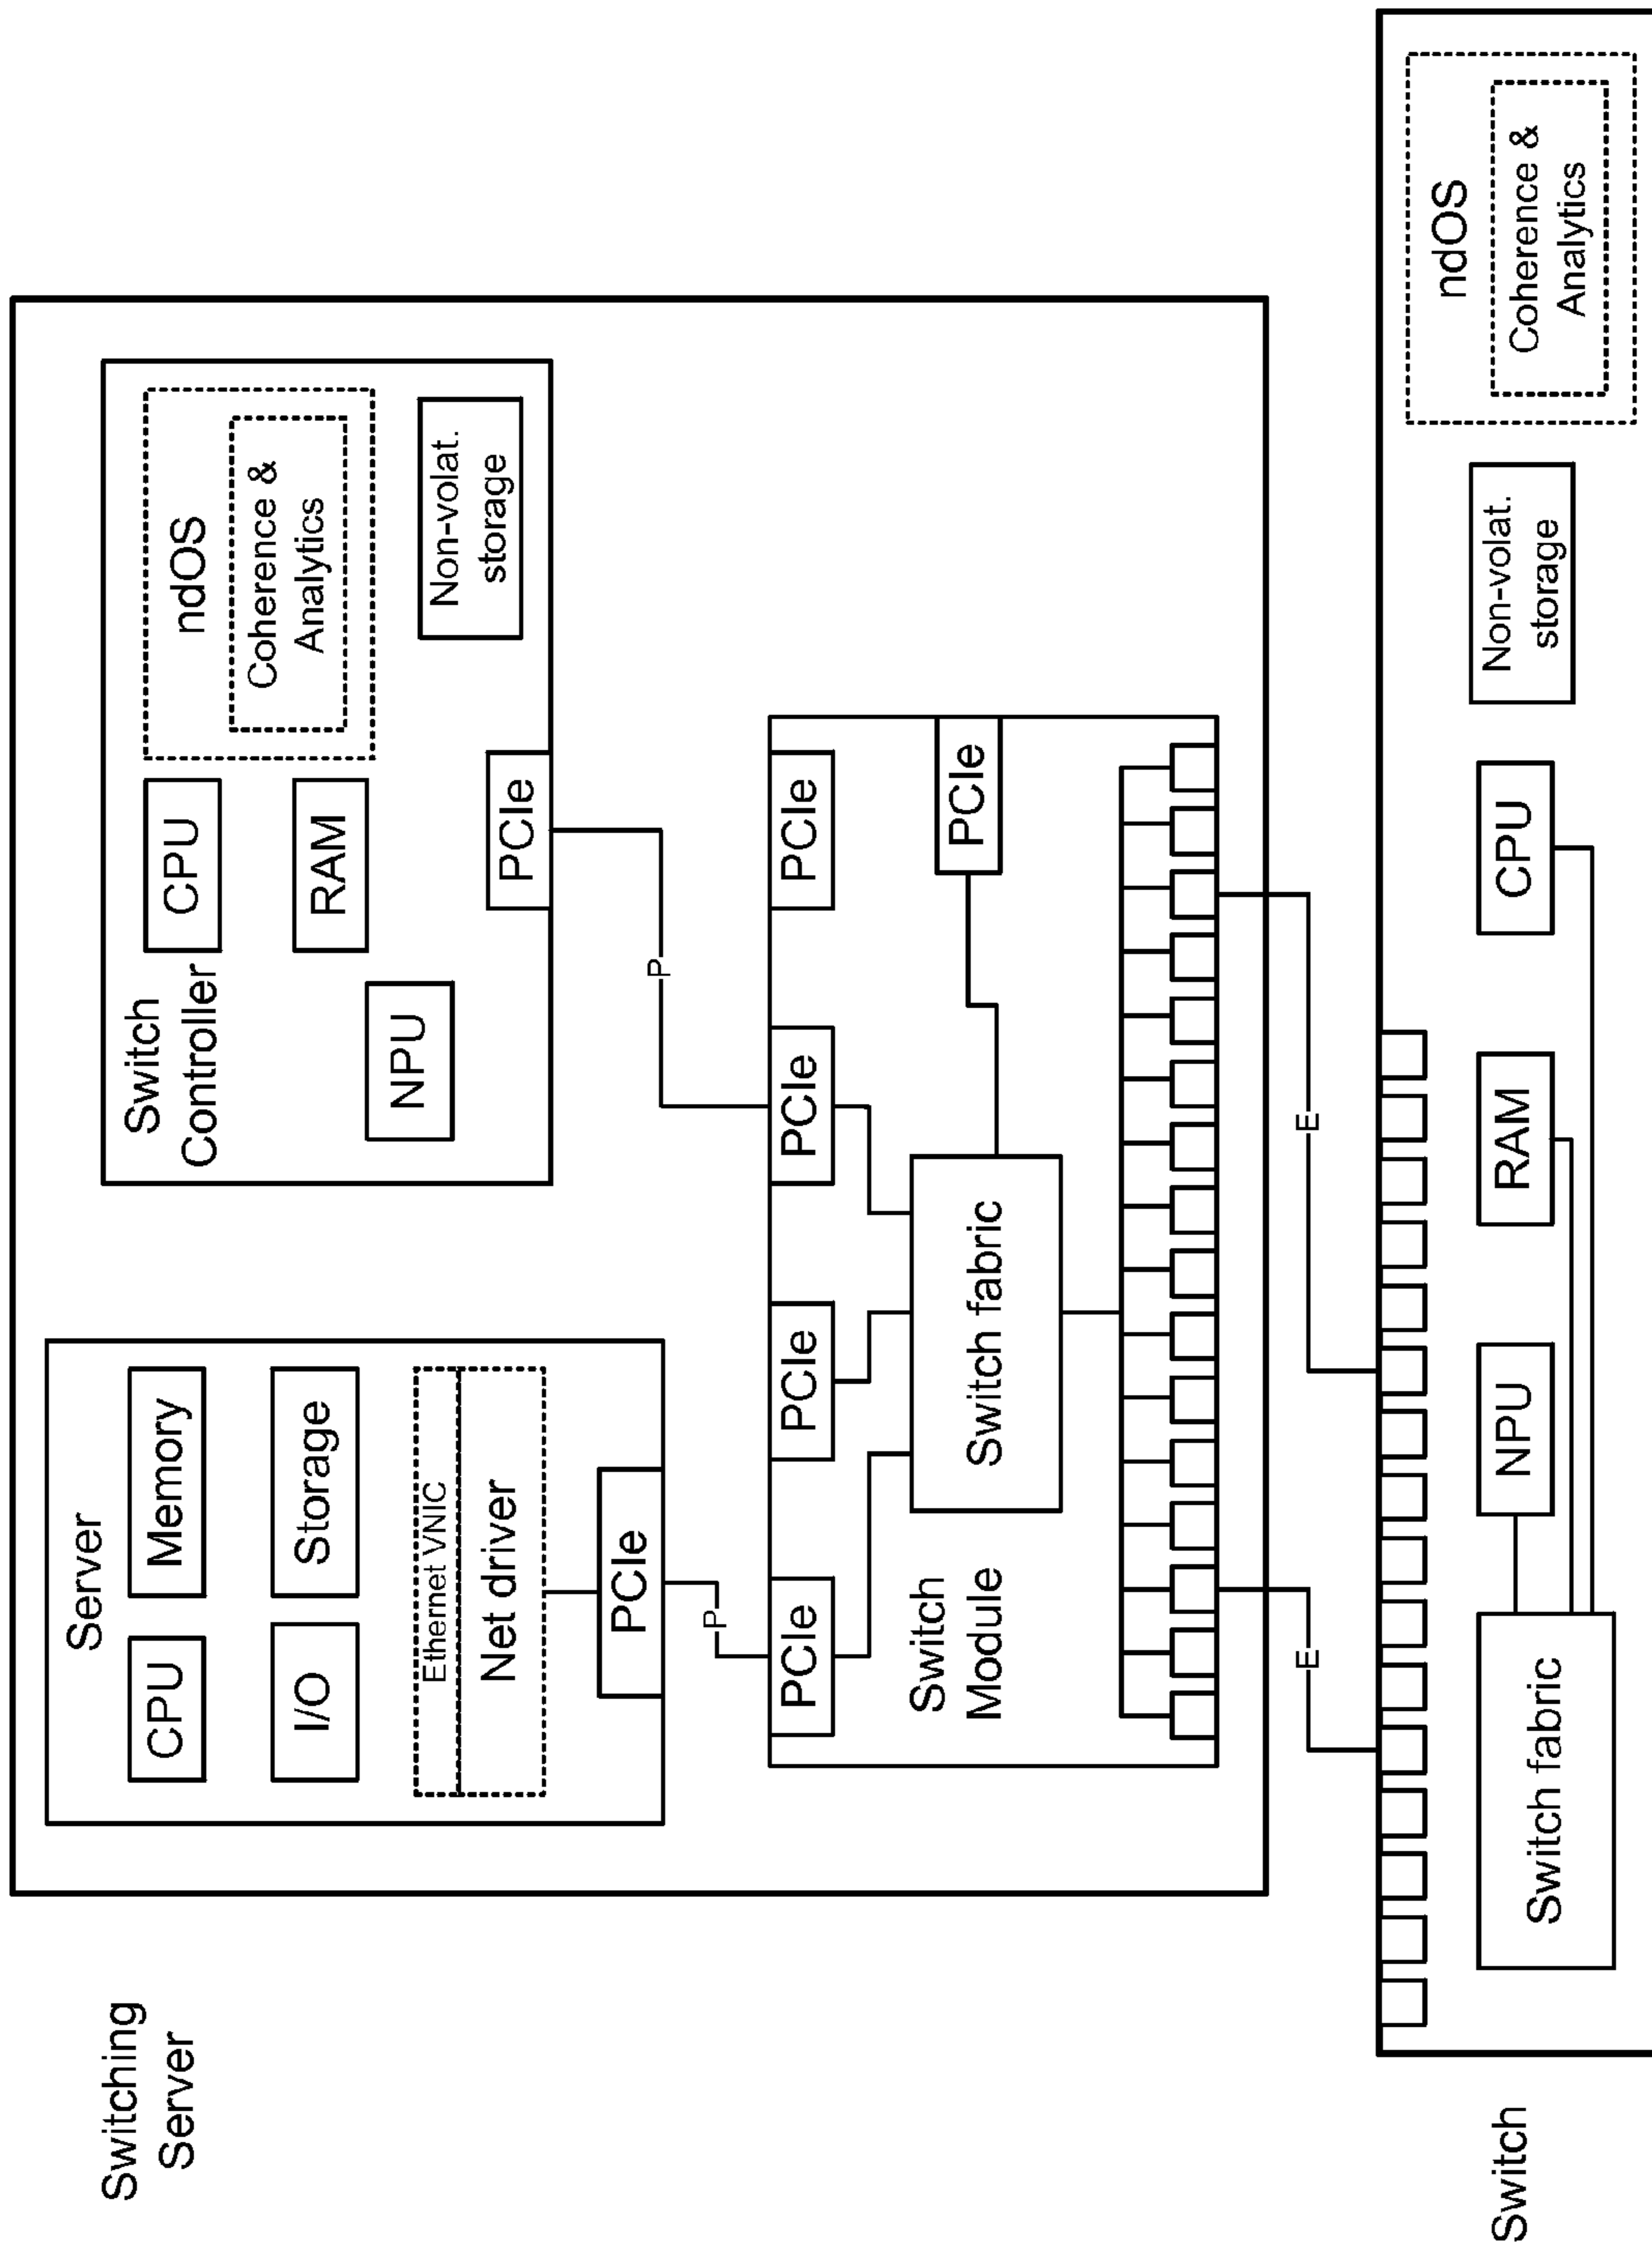 Switching
Server
Server
CPU
Memory
I/O
Storage
Ethernet VNIC
Net driver
PCIe
P
Switch
Controller
CPU
ndOS
Coherence &
Analytics
RAM
NPU
Non-volat.
storage
PCIe
P
PCIe
PCIe
PCIe
PCIe
Switch
Module
Switch fabric
PCIe
E
E
Switch
Switch fabric
NPU
RAM
CPU
Non-volat.
storage
ndOS
Coherence &
Analytics